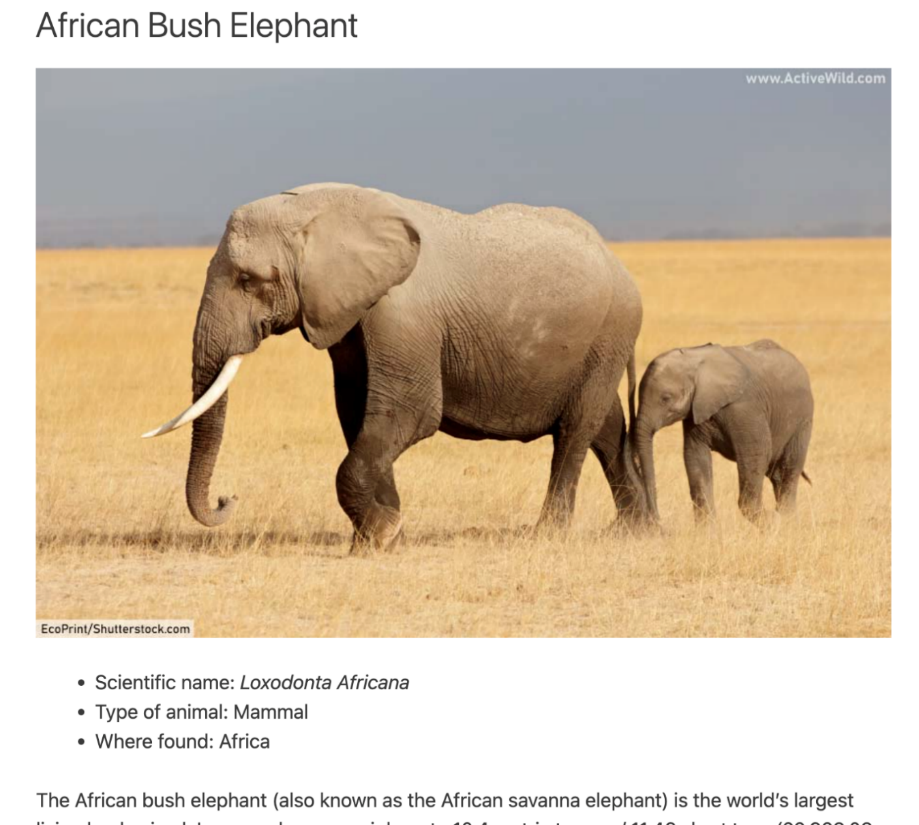 African Bush Elephant
www.ActiveWild.com
EcoPrint/Shutterstock.com
• Scientific name: Loxodonta Africana
• Type of animal: Mammal
• Where found: Africa
The African bush elephant (also known as the African savanna elephant) is the world's largest